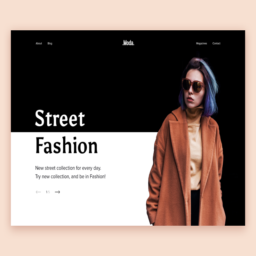 About Blog Moda. Magazines Contact
Street
Fashion
New street collection for every day.
Try new collection, and be in Fashion!